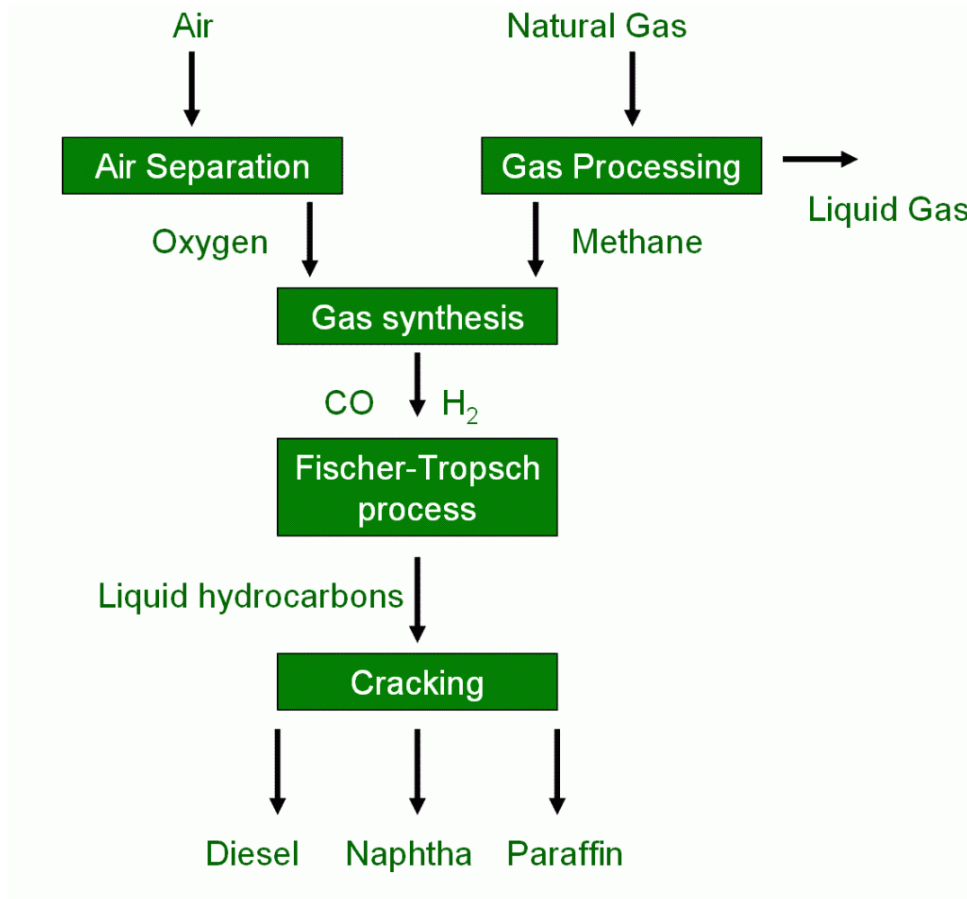 Air
Natural Gas
Air Separation
Gas Processing
Liquid Gas
Oxygen
Methane
Gas synthesis
CO
H₂
Fischer-Tropsch
process
Liquid hydrocarbons
Cracking
Diesel
Naphtha
Paraffin